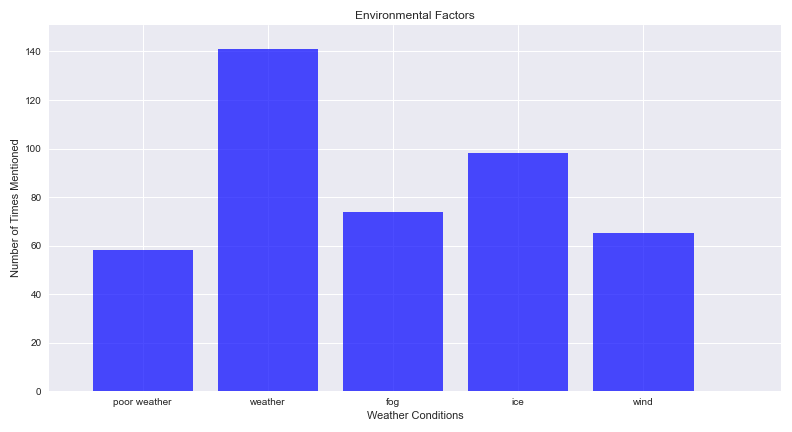 Environmental Factors
Number of Times Mentioned
140
120
100
80
60
40
20
0
poor weather weather fog ice wind
Weather Conditions